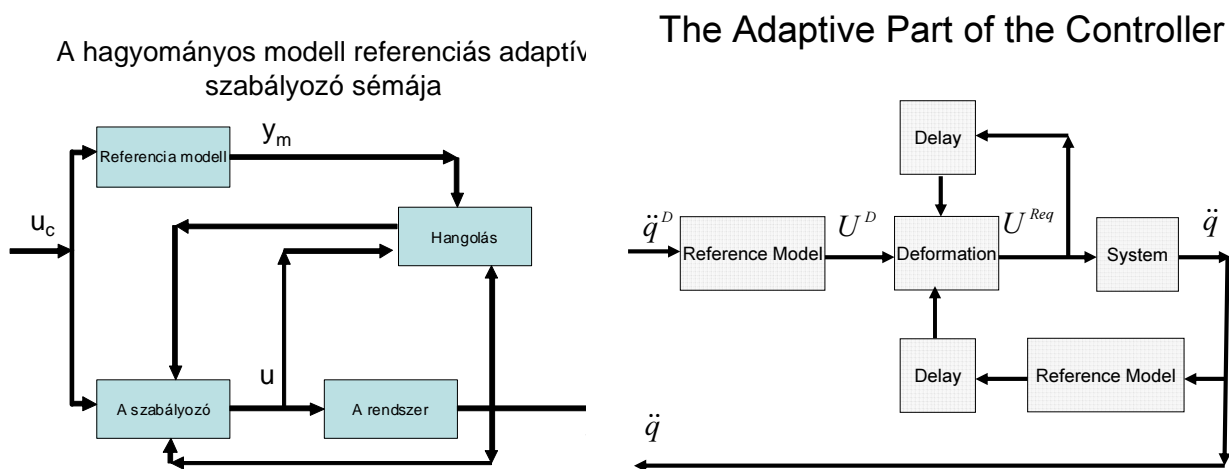 A hagyományos modell referenciás adaptív
szabályozó sémája
y_m
Referencia modell
u_c
Hangolás
u
A szabályozó
A rendszer
The Adaptive Part of the Controller
Delay
q̈^D
U^D
U^Req
q̈
Reference Model
Deformation
System
Delay
Reference Model
q̈